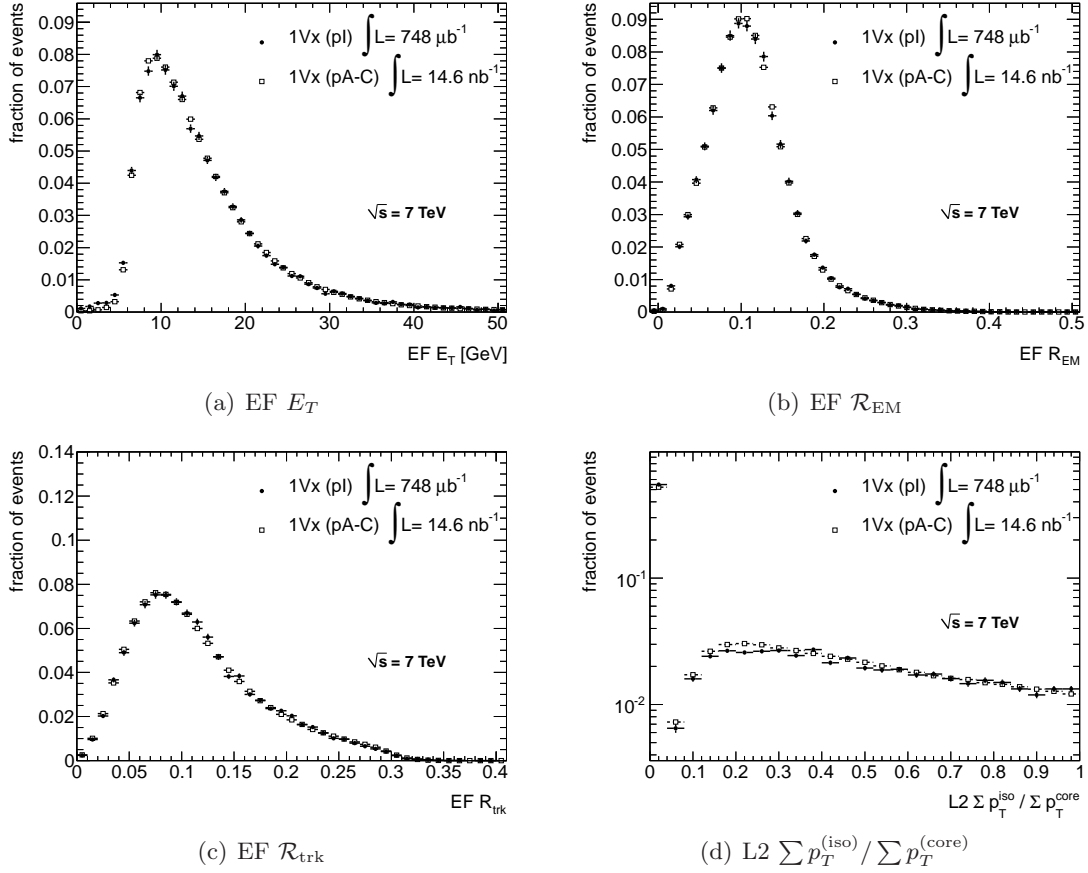 fraction of events
0.09
0.08
0.07
0.06
0.05
0.04
0.03
0.02
0.01
0
1Vx (pI) ∫L= 748 μb⁻¹
1Vx (pA-C) ∫L= 14.6 nb⁻¹
√s = 7 TeV
0 10 20 30 40 50
EF E_T [GeV]
(a) EF E_T
fraction of events
0.09
0.08
0.07
0.06
0.05
0.04
0.03
0.02
0.01
0
1Vx (pI) ∫L= 748 μb⁻¹
1Vx (pA-C) ∫L= 14.6 nb⁻¹
√s = 7 TeV
0 0.1 0.2 0.3 0.4 0.5
EF R_EM
(b) EF ℛ_EM
fraction of events
0.14
0.12
0.1
0.08
0.06
0.04
0.02
0
1Vx (pI) ∫L= 748 μb⁻¹
1Vx (pA-C) ∫L= 14.6 nb⁻¹
√s = 7 TeV
0 0.05 0.1 0.15 0.2 0.25 0.3 0.35 0.4
EF R_trk
(c) EF ℛ_trk
fraction of events
10⁻¹
10⁻²
1Vx (pI) ∫L= 748 μb⁻¹
1Vx (pA-C) ∫L= 14.6 nb⁻¹
√s = 7 TeV
0 0.1 0.2 0.3 0.4 0.5 0.6 0.7 0.8 0.9 1
L2 Σ p_T^iso / Σ p_T^core
(d) L2 ∑ p_T^(iso) / ∑ p_T^(core)